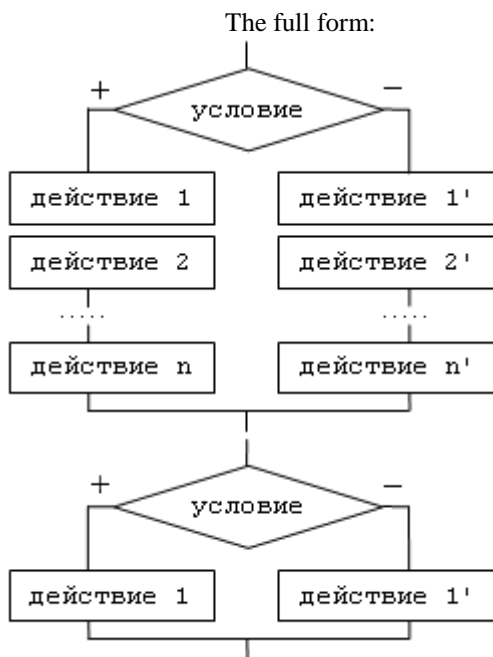 The full form:
+ −
условие
действие 1 действие 1'
действие 2 действие 2'
..... .....
действие n действие n'
+ −
условие
действие 1 действие 1'